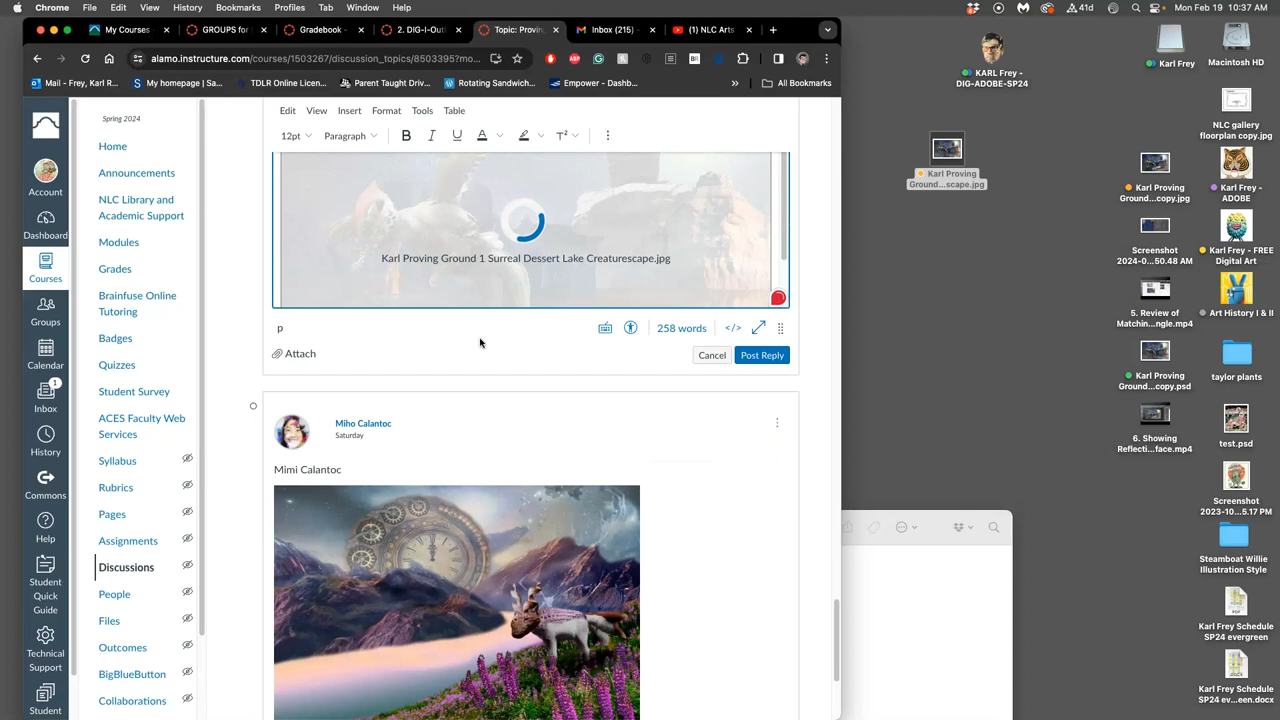 Chrome File Edit View History Bookmarks Profiles Tab Window Help
41d
Mon Feb 19 10:37 AM
My Courses
GROUPS for
Gradebook -
2. DIG-I-Out
Topic: Provin
Inbox (215) -
(1) NLC Arts
alamo.instructure.com/courses/1503267/discussion_topics/8503395?mo...
Mail - Frey, Karl R...
My homepage | Sa...
TDLR Online Licen...
Parent Taught Driv...
Rotating Sandwich...
Empower - Dashb...
All Bookmarks
Account
Dashboard
Courses
Groups
Calendar
1
Inbox
History
Commons
Help
Student
Quick
Guide
Technical
Support
Student
Spring 2024
Home
Announcements
NLC Library and
Academic Support
Modules
Grades
Brainfuse Online
Tutoring
Badges
Quizzes
Student Survey
ACES Faculty Web
Services
Syllabus
Rubrics
Pages
Assignments
Discussions
People
Files
Outcomes
BigBlueButton
Collaborations
Edit View Insert Format Tools Table
12pt Paragraph B I U A T²
Karl Proving Ground 1 Surreal Dessert Lake Creaturescape.jpg
p
258 words </>
Attach
Cancel Post Reply
Miho Calantoc
Saturday
Mimi Calantoc
KARL Frey -
DIG-ADOBE-SP24
Karl Proving
Ground...scape.jpg
Karl Proving
Ground...copy.jpg
Screenshot
2024-0...50.48 AM
5. Review of
Matchin...ngle.mp4
Karl Proving
Ground...copy.psd
6. Showing
Reflecti...face.mp4
Karl Frey
Macintosh HD
NLC gallery
floorplan copy.jpg
Karl Frey -
ADOBE
Karl Frey - FREE
Digital Art
Art History I & II
taylor plants
test.psd
Screenshot
2023-10...5.17 PM
Steamboat Willie
Illustration Style
PDF
Karl Frey Schedule
SP24 evergreen
Karl Frey Schedule
SP24 ev...een.docx